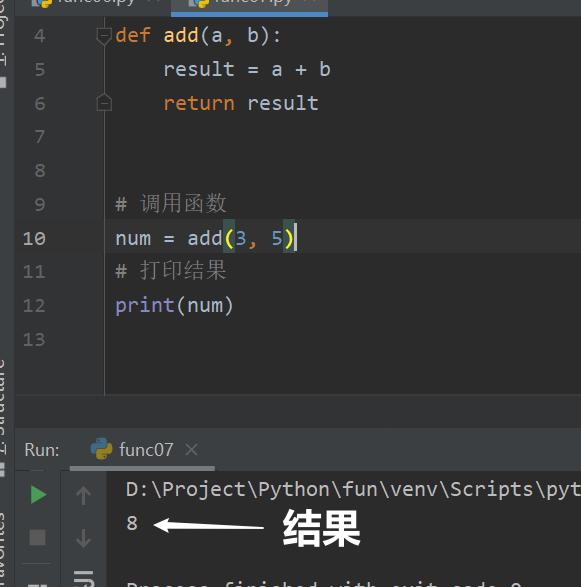 4 def add(a, b):
5 result = a + b
6 return result
7
8
9 # 调用函数
10 num = add(3, 5)
11 # 打印结果
12 print(num)
13
Run: func07
D:\Project\Python\fun\venv\Scripts\pyt
8 结果